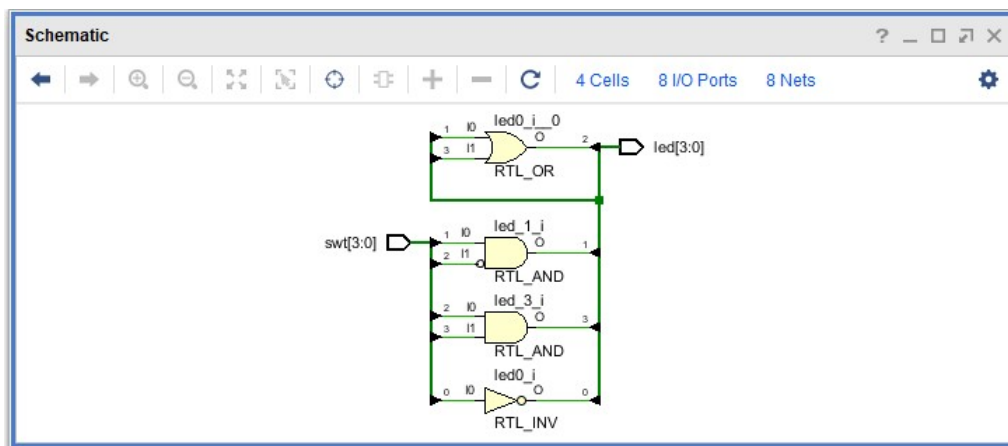 Schematic
? _
4 Cells 8 I/O Ports 8 Nets
led0_i__0
1 I0 O 2 led[3:0]
3 I1
RTL_OR
led_1_i
swt[3:0] 1 I0 O 1
2 I1
RTL_AND
led_3_i
2 I0 O 3
3 I1
RTL_AND
led0_i
0 I0 O 0
RTL_INV